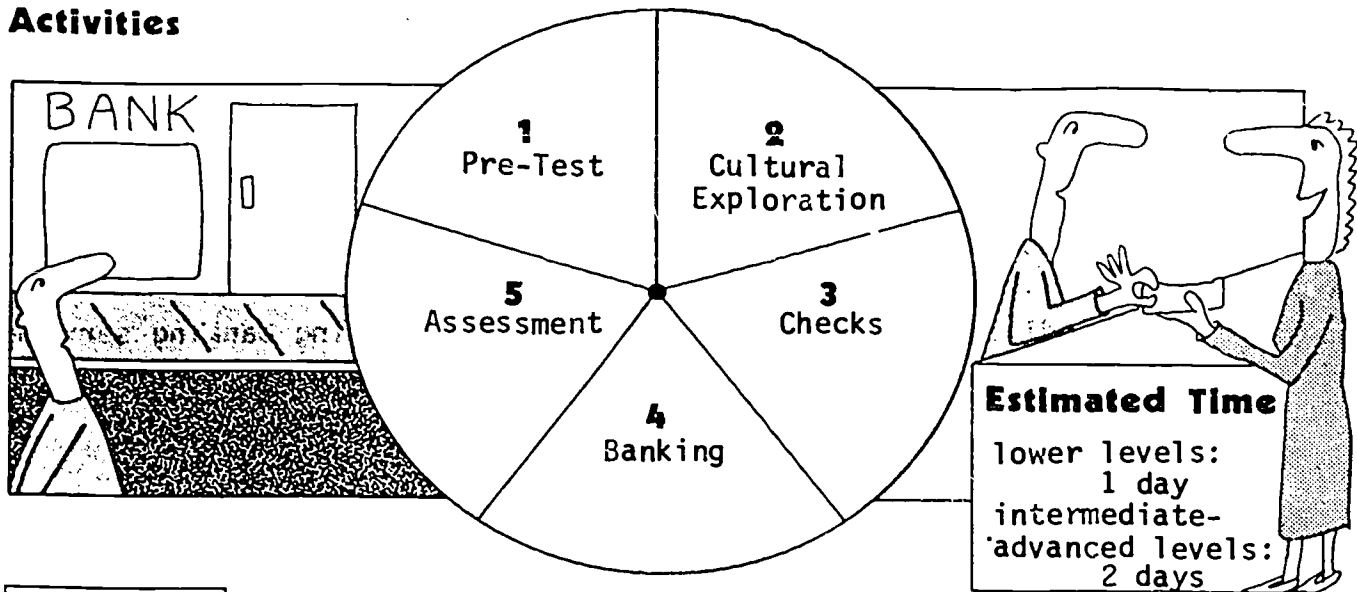 Activities
BANK
1
Pre-Test
2
Cultural
Exploration
3
Checks
4
Banking
5
Assessment
Estimated Time
lower levels:
1 day
intermediate-
advanced levels:
2 days